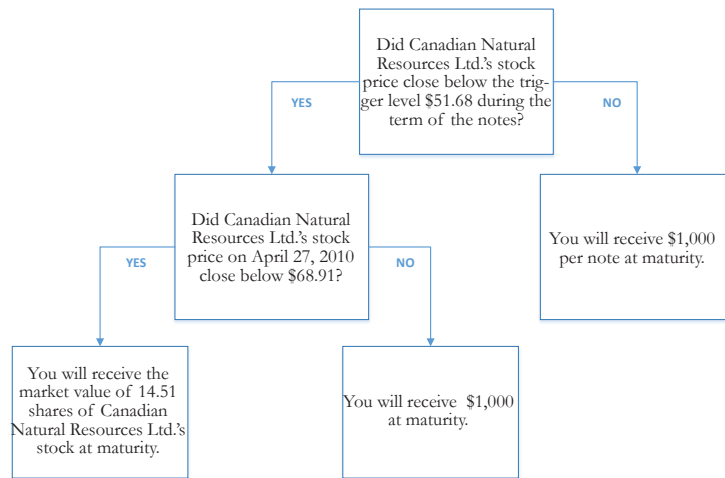 Did Canadian Natural
Resources Ltd.'s stock
price close below the trig-
ger level $51.68 during the
term of the notes?
YES
NO
Did Canadian Natural
Resources Ltd.'s stock
price on April 27, 2010
close below $68.91?
You will receive $1,000
per note at maturity.
YES
NO
You will receive the
market value of 14.51
shares of Canadian
Natural Resources Ltd.'s
stock at maturity.
You will receive $1,000
at maturity.